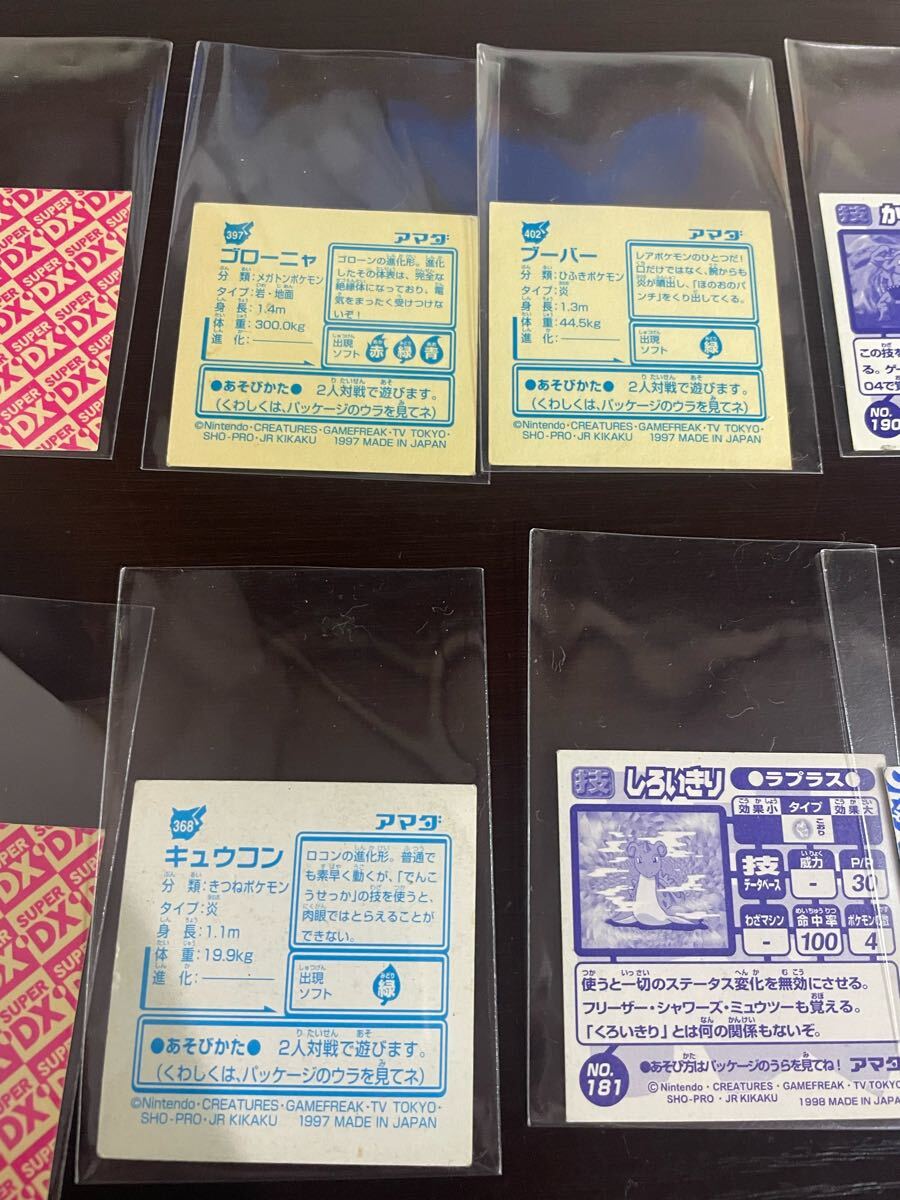 SUPER DX
397
アマダ
ゴローニャ
分類:メガトンポケモン
タイプ:岩・地面
身長:1.4m
体重:300.0kg
進化:
ゴローンの進化形。進化
したその体表は、完全な
絶縁体になっており、電
気をまったく受けつけな
いぞ!
出現
ソフト
赤 緑 青
●あそびかた● 2人対戦で遊びます。
(くわしくは、パッケージのウラを見てネ)
©Nintendo・CREATURES・GAMEFREAK・TV TOKYO・
SHO-PRO・JR KIKAKU 1997 MADE IN JAPAN
402
アマダ
ブーバー
分類:ひふきポケモン
タイプ:炎
身長:1.3m
体重:44.5kg
進化:
レアポケモンのひとつだ!
口だけではなく、腕からも
炎が噴出し、「ほのおのパ
ンチ」をくり出してくる。
出現
ソフト
緑
●あそびかた● 2人対戦で遊びます。
(くわしくは、パッケージのウラを見てネ)
©Nintendo・CREATURES・GAMEFREAK・TV TOKYO・
SHO-PRO・JR KIKAKU 1997 MADE IN JAPAN
技
この技を
る。ゲー
NO.
190
SUPER DX
368
アマダ
キュウコン
分類:きつねポケモン
タイプ:炎
身長:1.1m
体重:19.9kg
進化:
ロコンの進化形。普通で
も素早く動くが、「でんこ
うせっか」の技を使うと、
肉眼ではとらえることが
できない。
出現
ソフト
緑
●あそびかた● 2人対戦で遊びます。
(くわしくは、パッケージのウラを見てネ)
©Nintendo・CREATURES・GAMEFREAK・TV TOKYO・
SHO-PRO・JR KIKAKU 1997 MADE IN JAPAN
技 しろいきり ●ラプラス●
効果小 タイプ 効果大
こおり
技 データベース 威力 - P/P 30
わざマシン - 命中率 100 4
使うと一切のステータス変化を無効にさせる。
フリーザー・シャワーズ・ミュウツーも覚える。
「くろいきり」とは何の関係もないぞ。
NO.
181
●あそび方はパッケージのうらを見てね! アマダ
©Nintendo・CREATURES・GAMEFREAK・TV TOKYO・
SHO-PRO・JR KIKAKU 1998 MADE IN JAPA